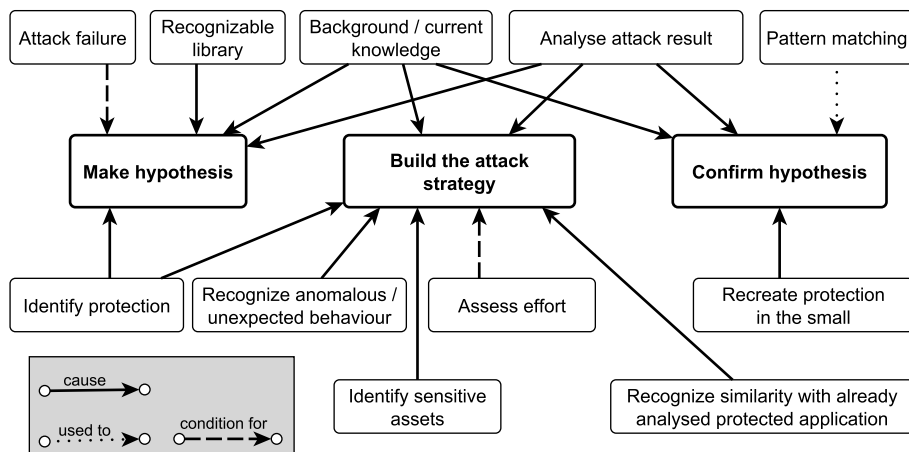 Attack failure
Recognizable
library
Background / current
knowledge
Analyse attack result
Pattern matching
Make hypothesis
Build the attack
strategy
Confirm hypothesis
Identify protection
Recognize anomalous /
unexpected behaviour
Assess effort
Recreate protection
in the small
Identify sensitive
assets
Recognize similarity with already
analysed protected application
cause
used to
condition for